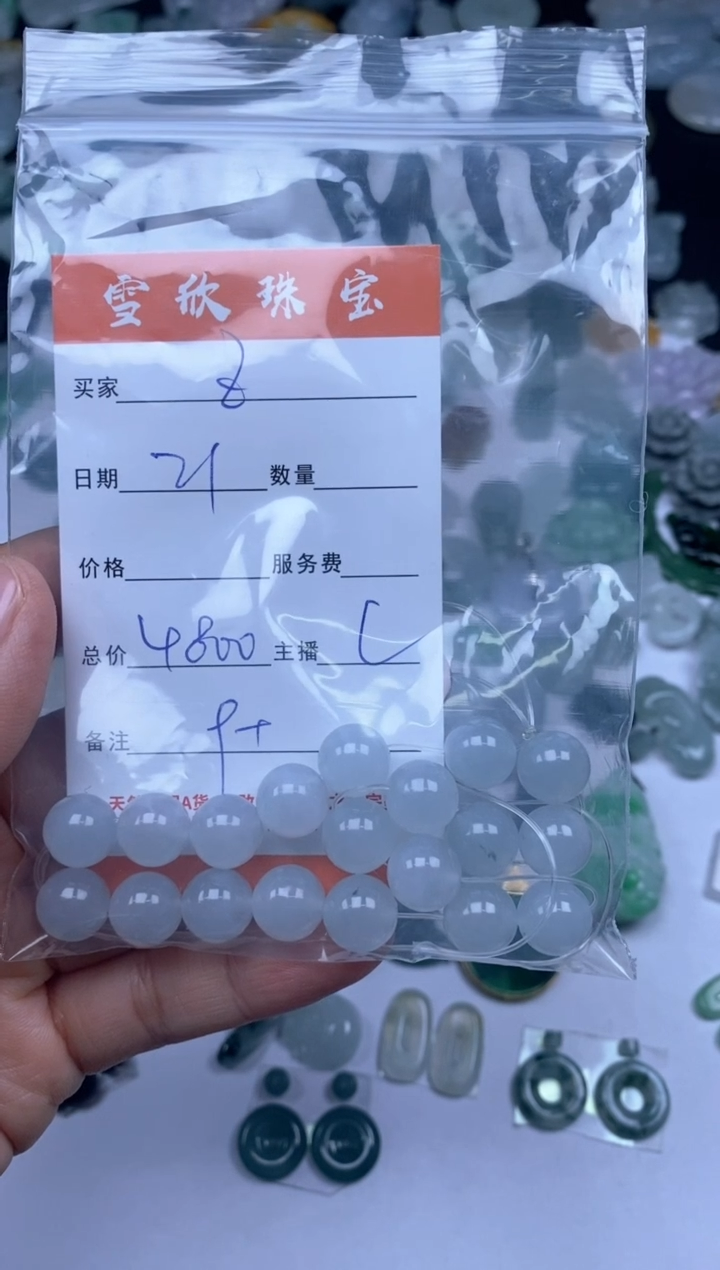 雪欣珠宝
买家 8
日期 21 数量
价格 服务费
总价 4800 主播 L
备注 9+